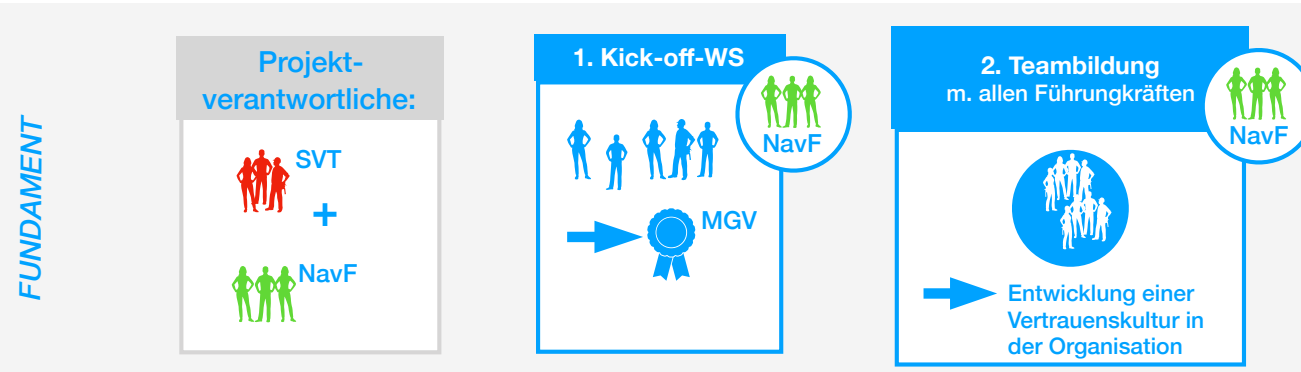 FUNDAMENT
Projekt-
verantwortliche:
SVT
+
NavF
1. Kick-off-WS
NavF
MGV
2. Teambildung
m. allen Führungkräften
NavF
Entwicklung einer
Vertrauenskultur in
der Organisation